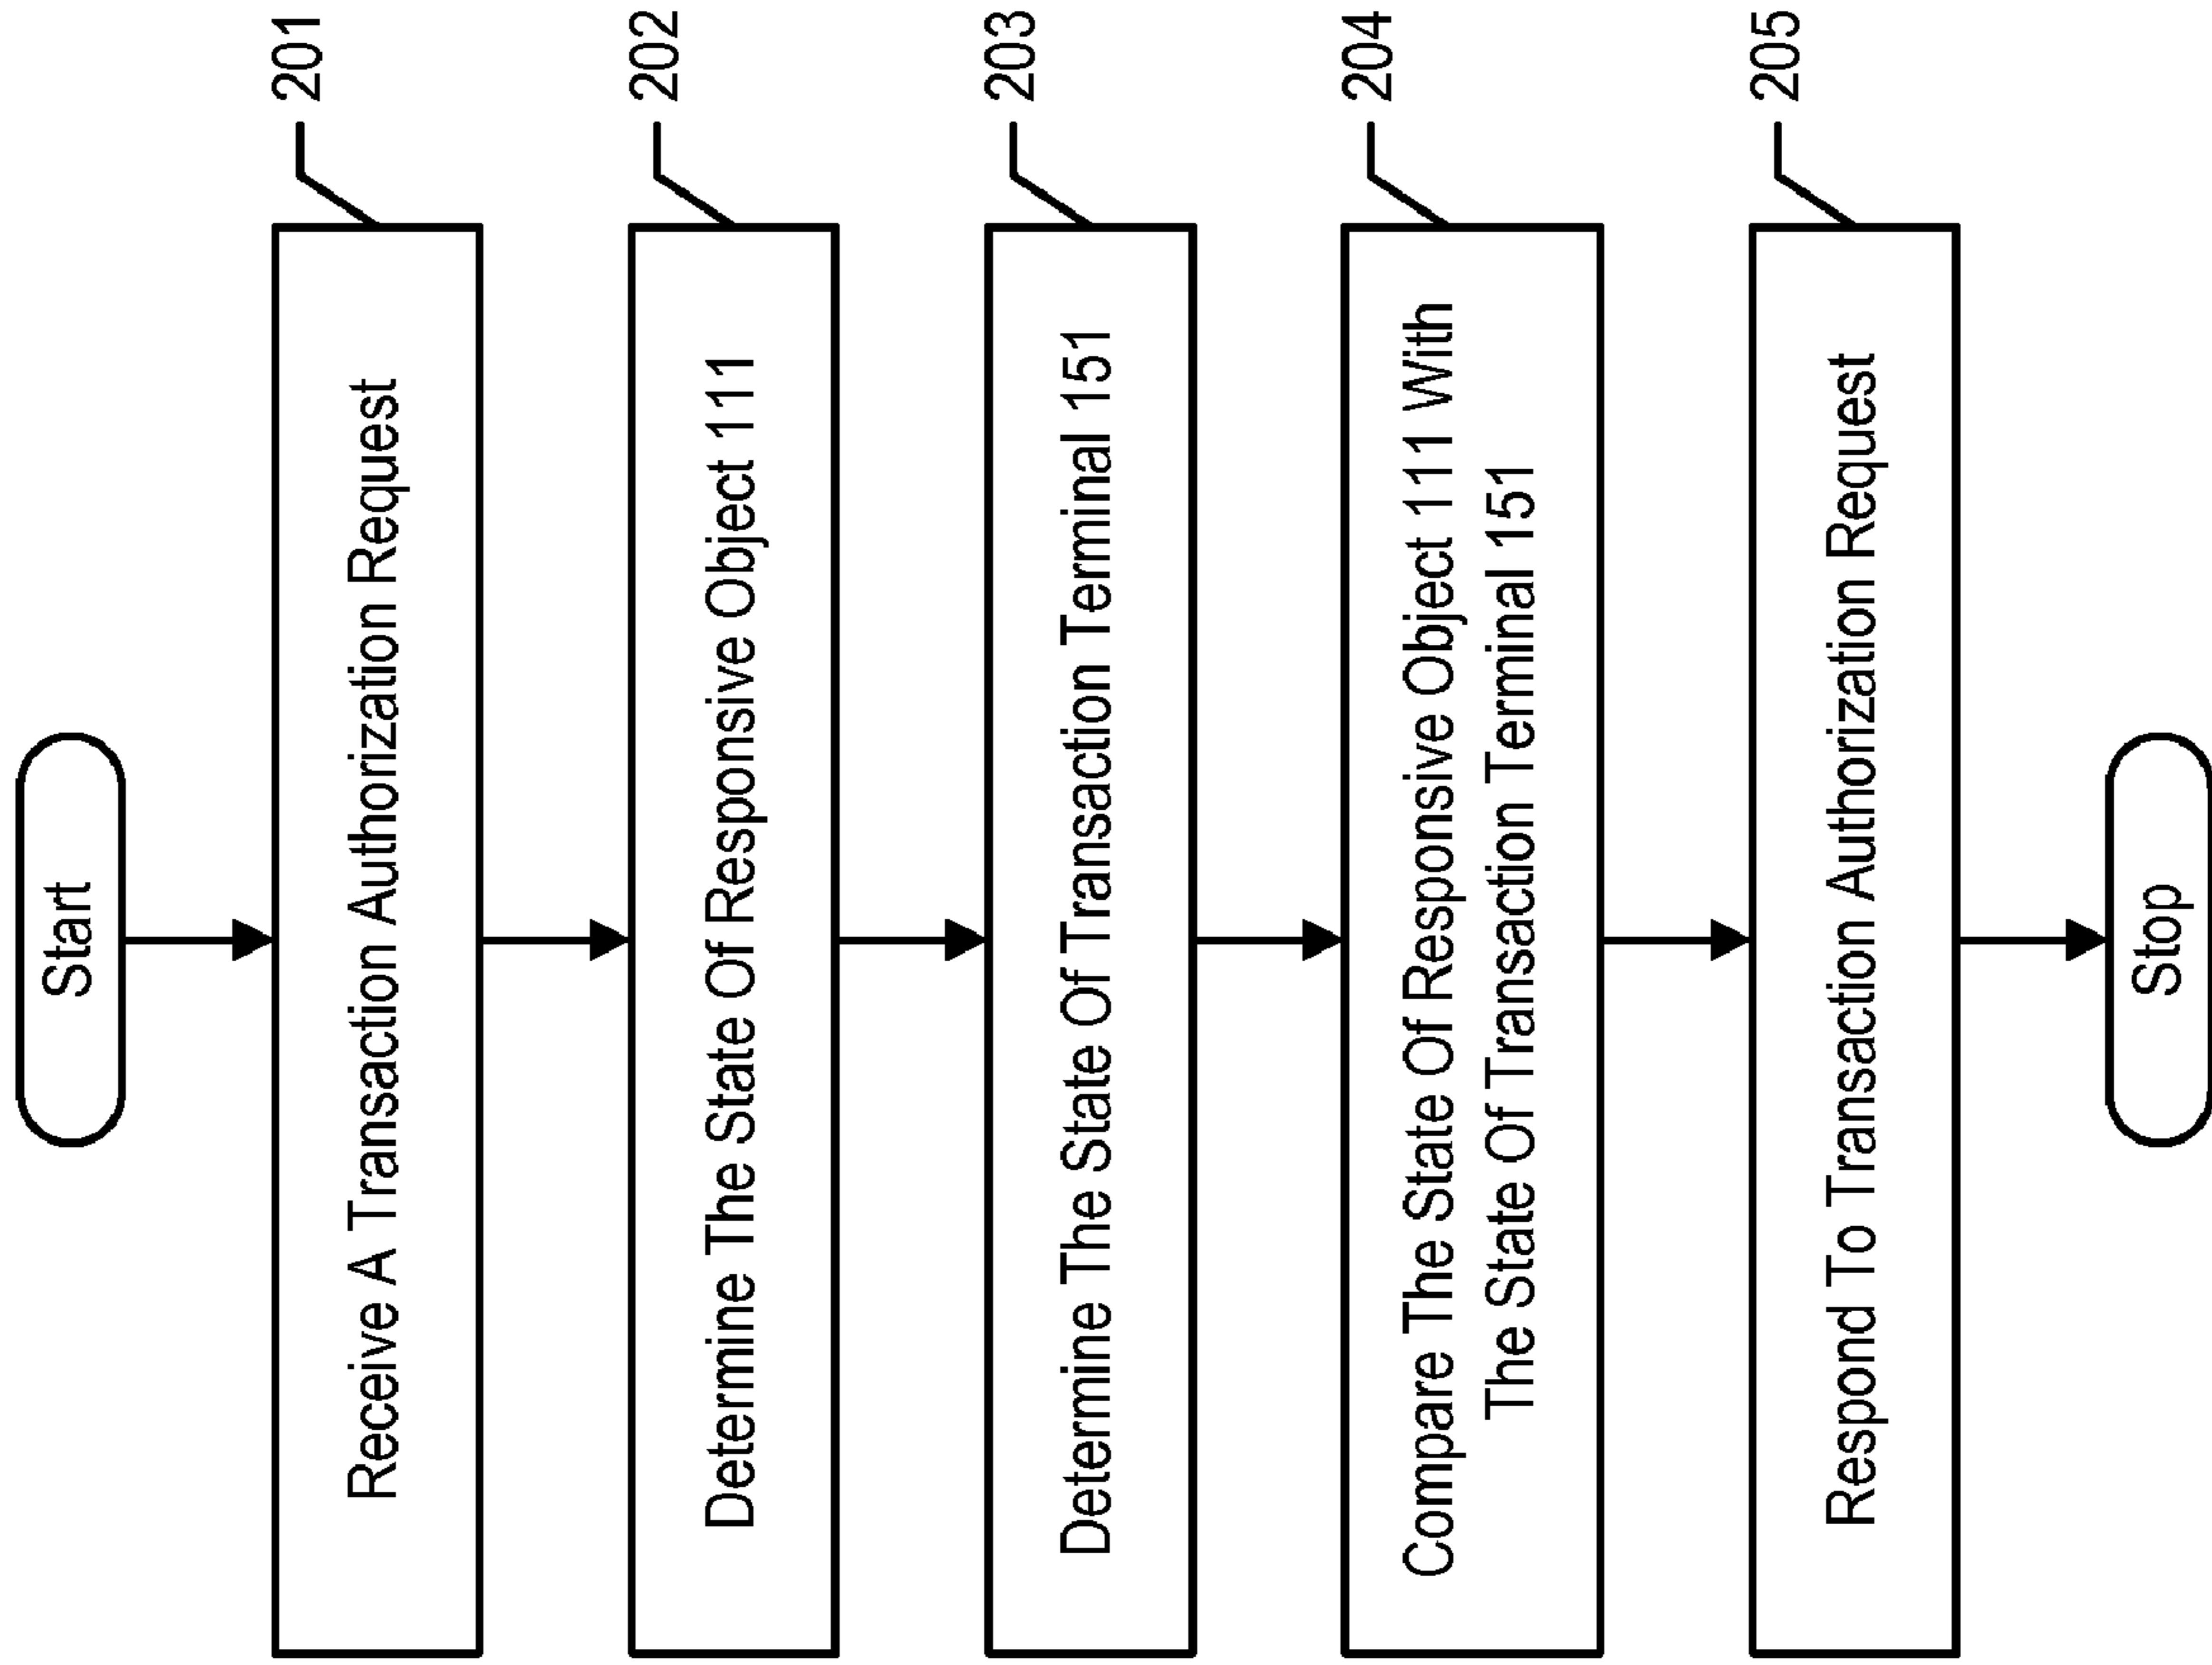 Start
201
Receive A Transaction Authorization Request
202
Determine The State Of Responsive Object 111
203
Determine The State Of Transaction Terminal 151
204
Compare The State Of Responsive Object 111 With
The State Of Transaction Terminal 151
205
Respond To Transaction Authorization Request
Stop